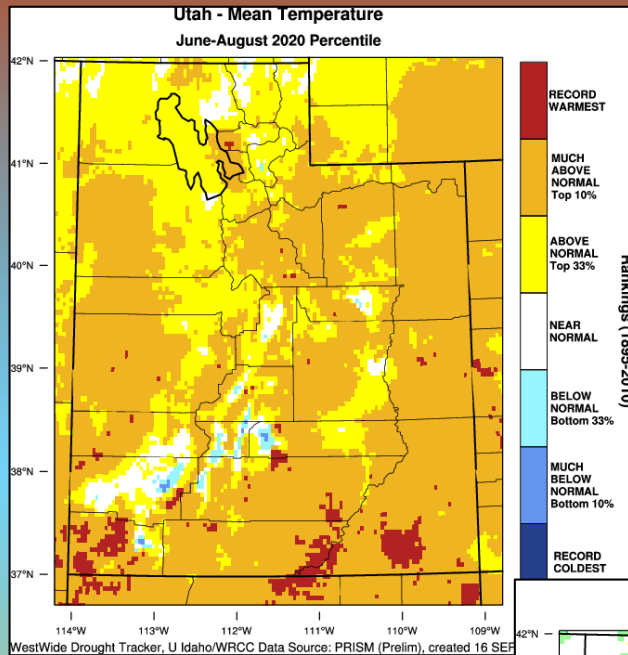 Utah - Mean Temperature
June-August 2020 Percentile
42°N
41°N
40°N
39°N
38°N
37°N
114°W
113°W
112°W
111°W
110°W
109°W
RECORD
WARMEST
MUCH
ABOVE
NORMAL
Top 10%
ABOVE
NORMAL
Top 33%
NEAR
NORMAL
BELOW
NORMAL
Bottom 33%
MUCH
BELOW
NORMAL
Bottom 10%
RECORD
COLDEST
Rankings (1895-2010)
WestWide Drought Tracker, U Idaho/WRCC Data Source: PRISM (Prelim), created 16 SEP
42°N